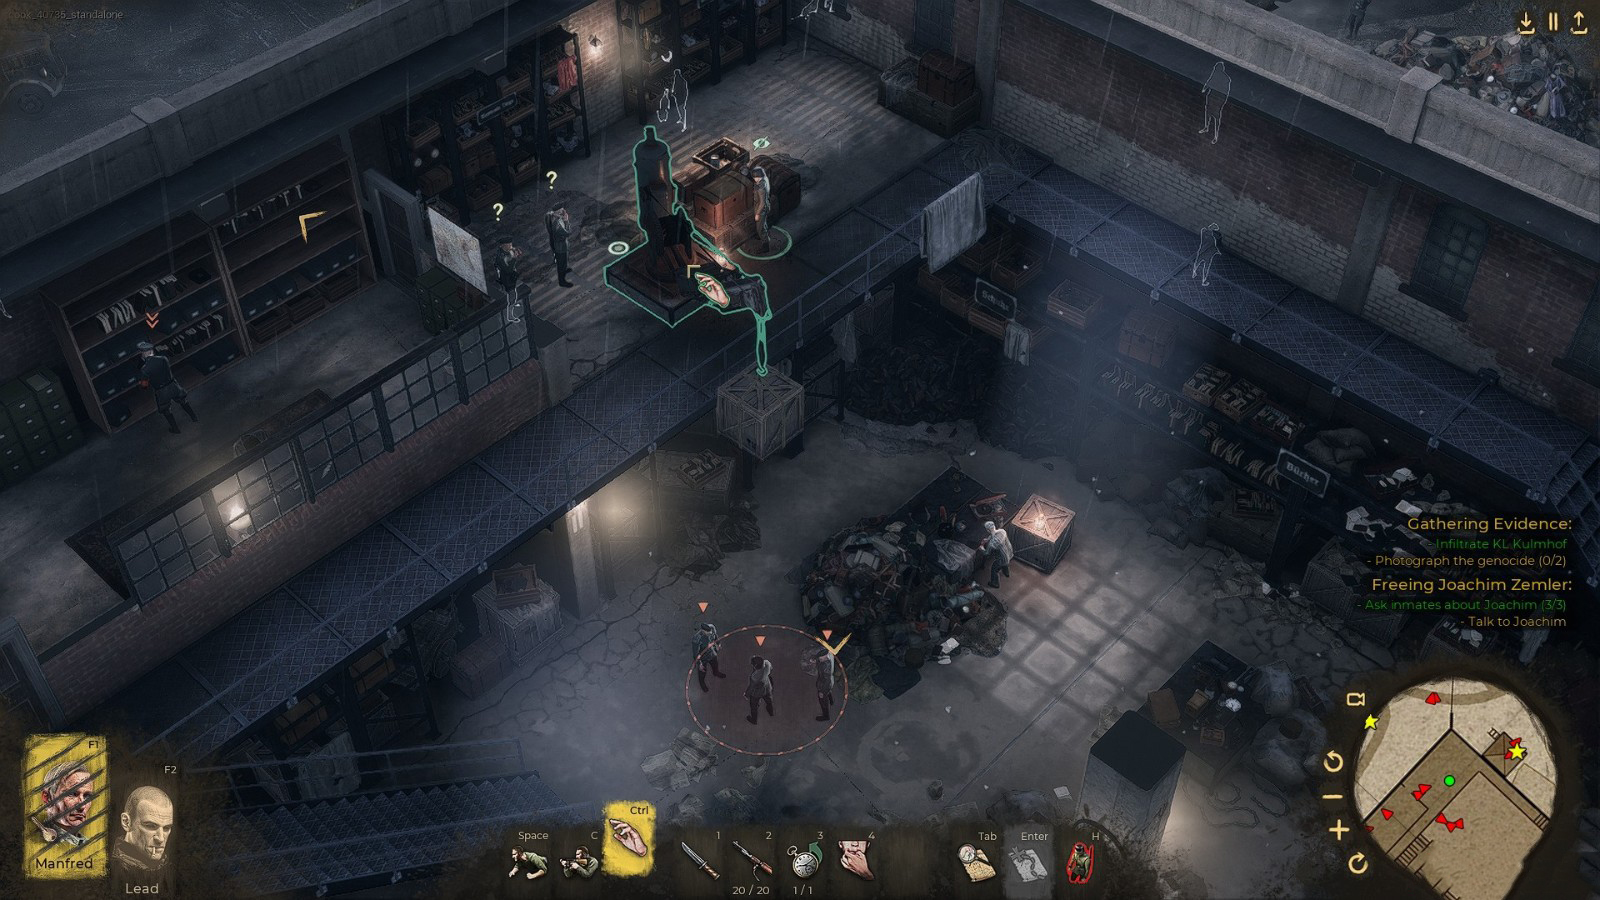 ?
?
Bücher
Gathering Evidence:
- Infiltrate KL Kulmhof
- Photograph the genocide (0/2)
Freeing Joachim Zemler:
- Ask inmates about Joachim (3/3)
- Talk to Joachim
F1
Manfred
F2
Lead
Space
C
Ctrl
1
2
3
4
Tab
Enter
H
20 / 20
1 / 1